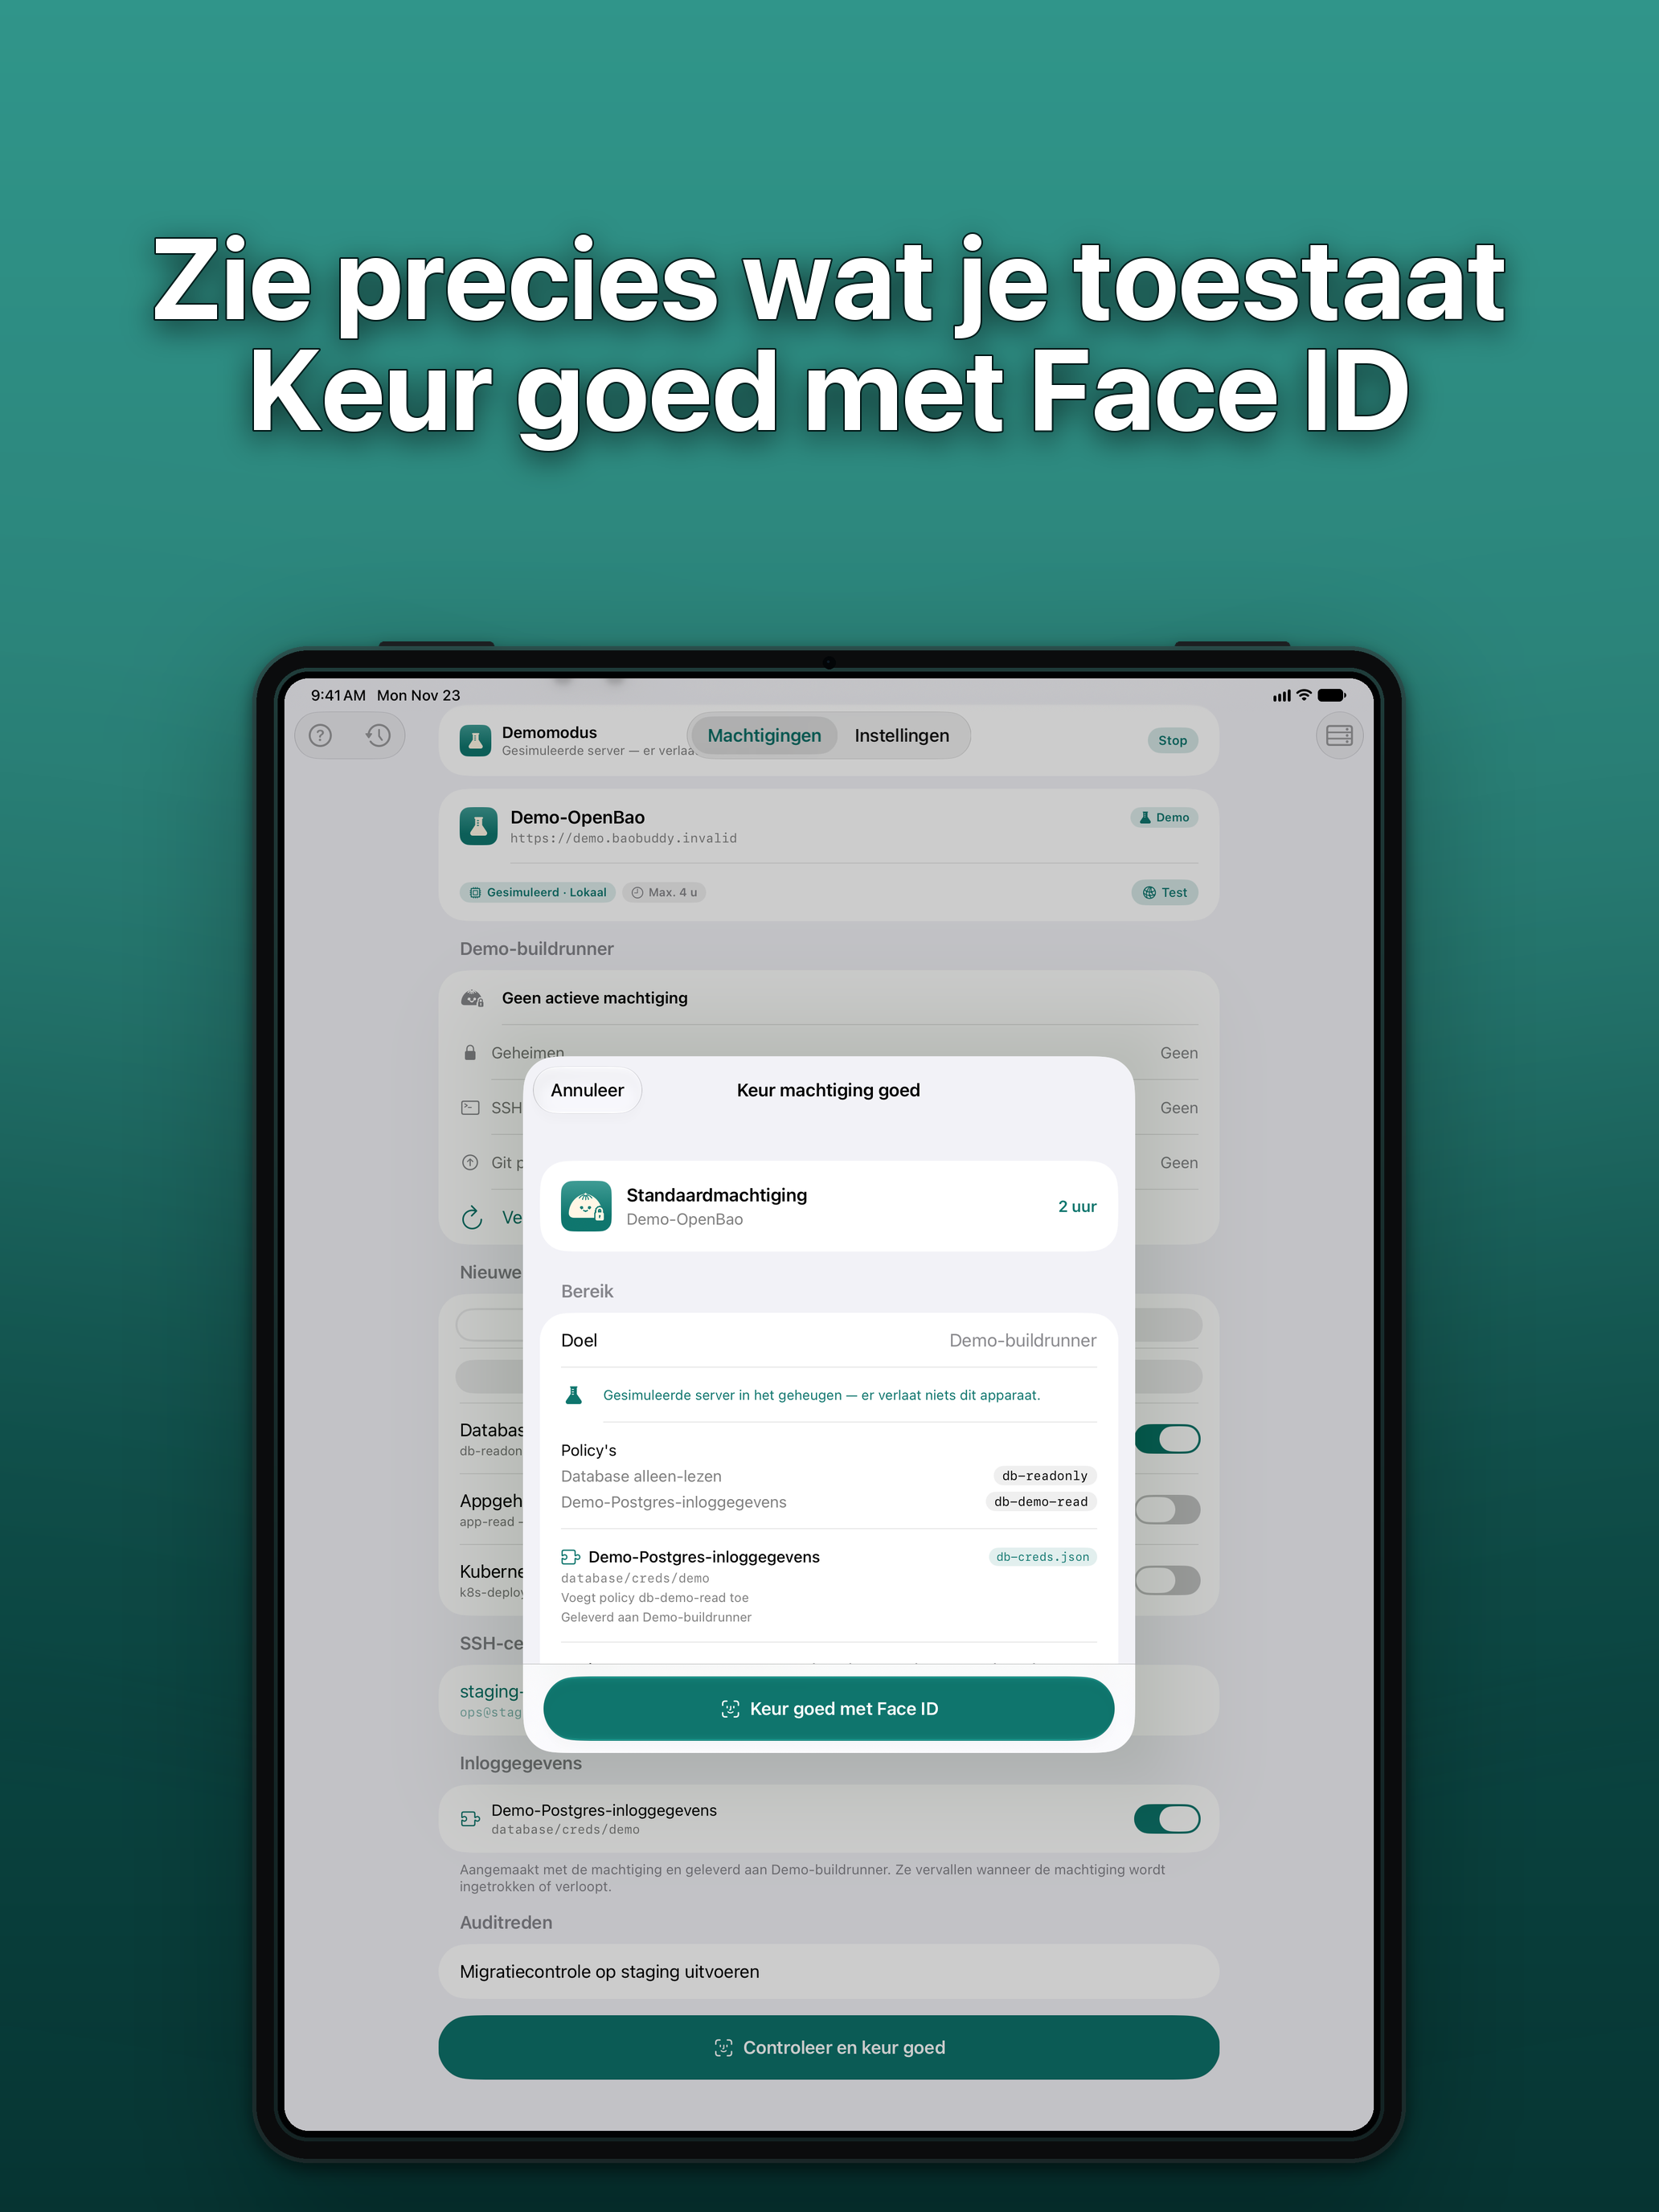 Zie precies wat je toestaat
Keur goed met Face ID
9:41 AM Mon Nov 23
Demomodus
Gesimuleerde server — er
Machtigingen
Instellingen
Stop
Demo-OpenBao
https://demo.baobuddy.invalid
Demo
Gesimuleerd · Lokaal
Max. 4 u
Test
Demo-buildrunner
Geen actieve machtiging
Geheimen
Geen
SSH
Geen
Git
Geen
Nieuwe
Annuleer
Keur machtiging goed
Standaardmachtiging
Demo-OpenBao
2 uur
Bereik
Doel
Demo-buildrunner
Gesimuleerde server in het geheugen — er verlaat niets dit apparaat.
Policy's
Database alleen-lezen
db-readonly
Demo-Postgres-inloggegevens
db-demo-read
Demo-Postgres-inloggegevens
db-creds.json
database/creds/demo
Voegt policy db-demo-read toe
Geleverd aan Demo-buildrunner
Keur goed met Face ID
Inloggegevens
Demo-Postgres-inloggegevens
database/creds/demo
Aangemaakt met de machtiging en geleverd aan Demo-buildrunner. Ze vervallen wanneer de machtiging wordt
ingetrokken of verloopt.
Auditreden
Migratiecontrole op staging uitvoeren
Controleer en keur goed